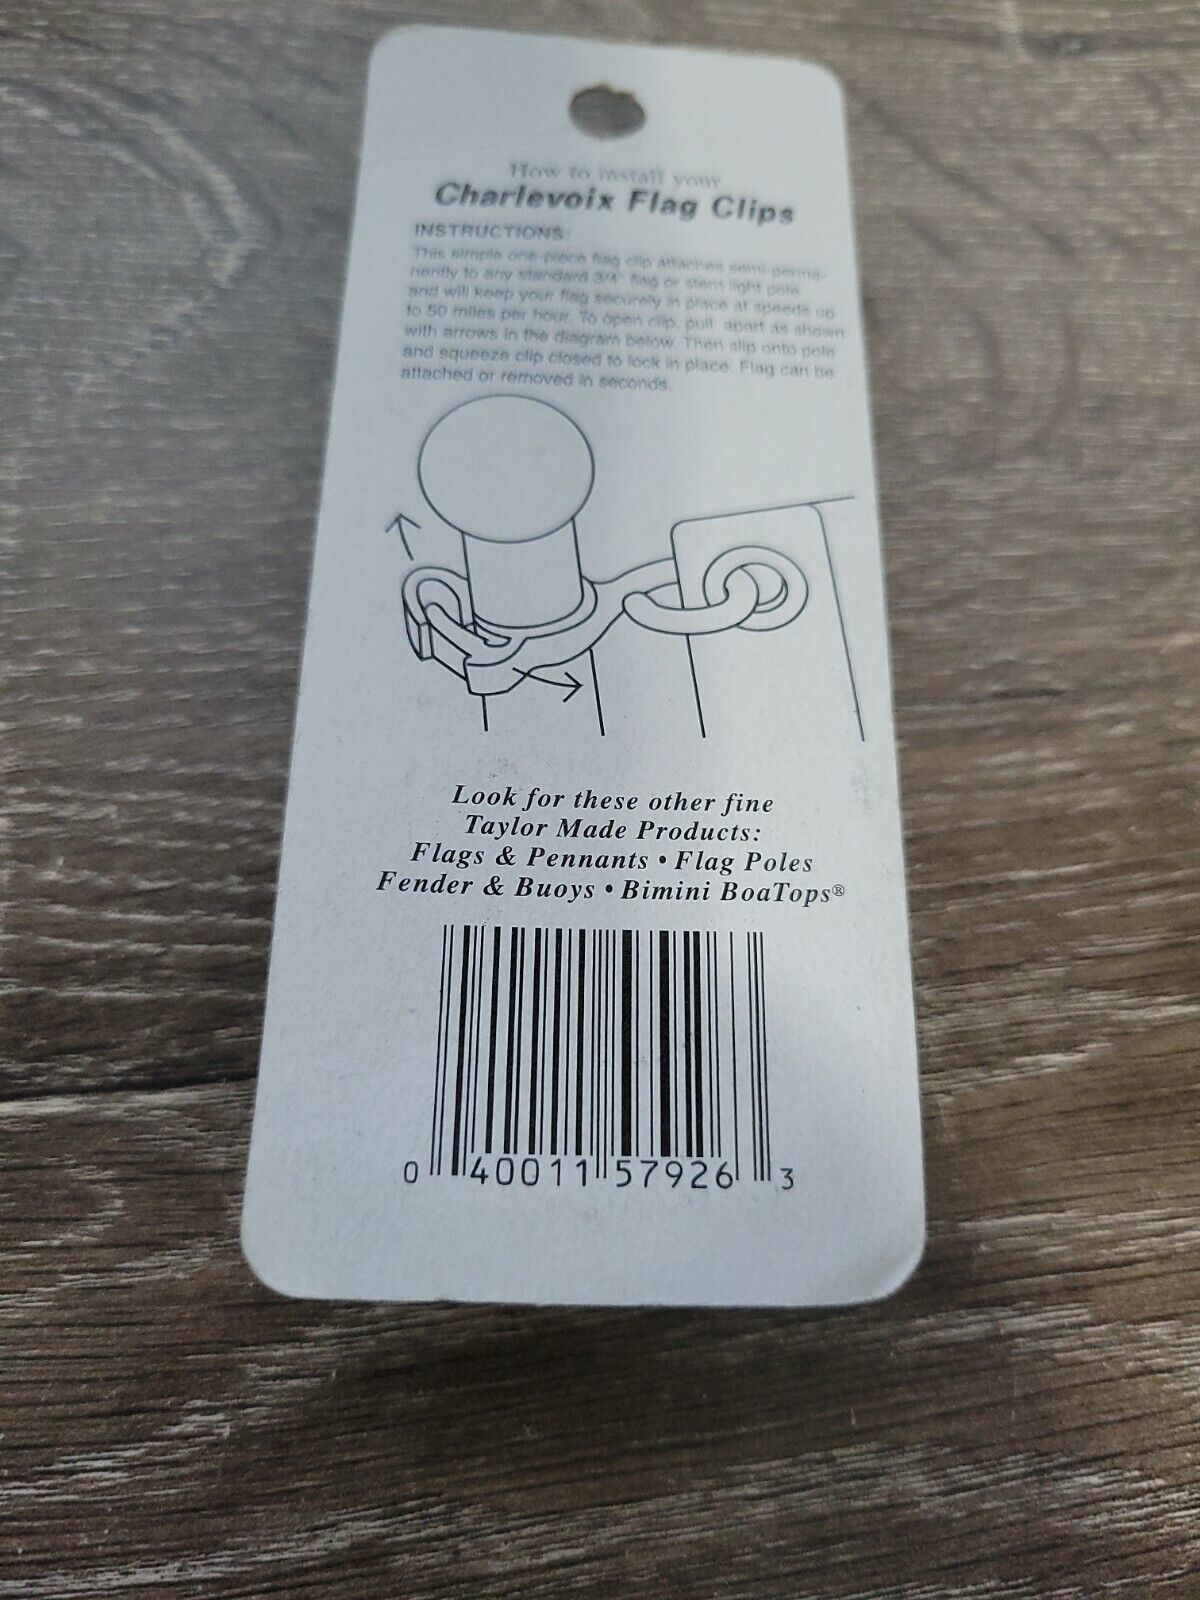 How to install your
Charlevoix Flag Clips
INSTRUCTIONS:
This simple one-piece flag clip attaches semi-perma-
nently to any standard 3/4" flag or stern light pole
and will keep your flag securely in place at speeds up
to 50 miles per hour. To open clip, pull apart as shown
with arrows in the diagram below. Then slip onto pole
and squeeze clip closed to lock in place. Flag can be
attached or removed in seconds.
Look for these other fine
Taylor Made Products:
Flags & Pennants • Flag Poles
Fender & Buoys • Bimini BoaTops®
0 40011 57926 3